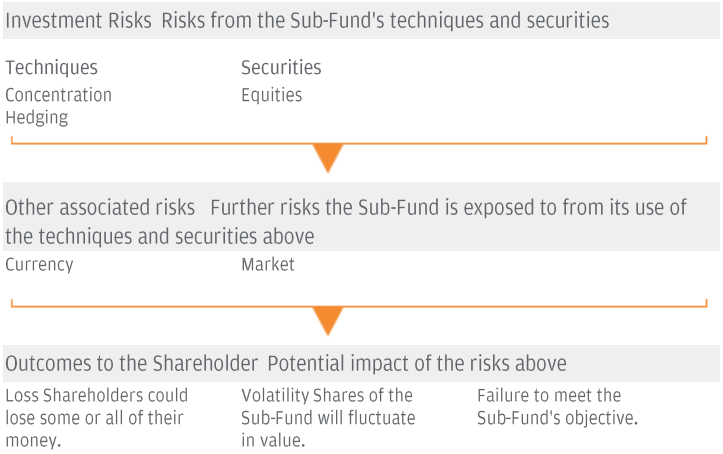 Investment Risks Risks from the Sub-Fund's techniques and securities
Techniques Securities
Concentration Equities
Hedging
Other associated risks Further risks the Sub-Fund is exposed to from its use of
the techniques and securities above
Currency Market
Outcomes to the Shareholder Potential impact of the risks above
Loss Shareholders could
lose some or all of their
money.
Volatility Shares of the
Sub-Fund will fluctuate
in value.
Failure to meet the
Sub-Fund's objective.